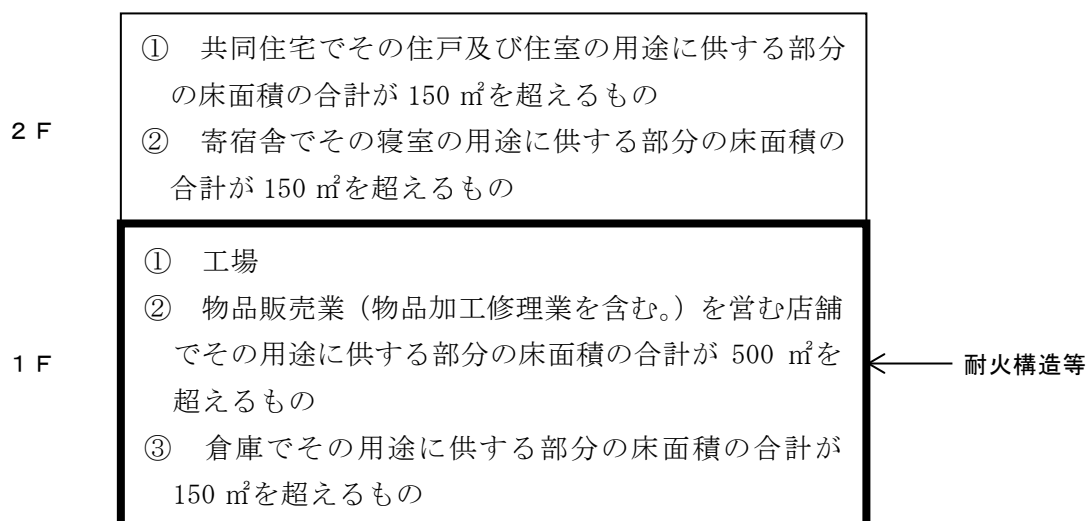 ① 共同住宅でその住戸及び住室の用途に供する部分
の床面積の合計が 150 ㎡を超えるもの
2F
② 寄宿舎でその寝室の用途に供する部分の床面積の
合計が 150 ㎡を超えるもの
① 工場
② 物品販売業（物品加工修理業を含む。）を営む店舗
でその用途に供する部分の床面積の合計が 500 ㎡を
1F
耐火構造等
超えるもの
③ 倉庫でその用途に供する部分の床面積の合計が
150 ㎡を超えるもの